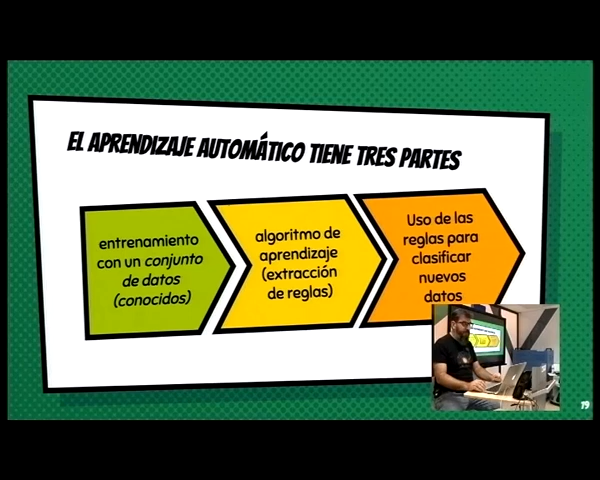 EL APRENDIZAJE AUTOMÁTICO TIENE TRES PARTES
entrenamiento
con un conjunto
de datos
(conocidos)
algoritmo de
aprendizaje
(extracción
de reglas)
Uso de las
reglas para
clasificar
nuevos
datos
19